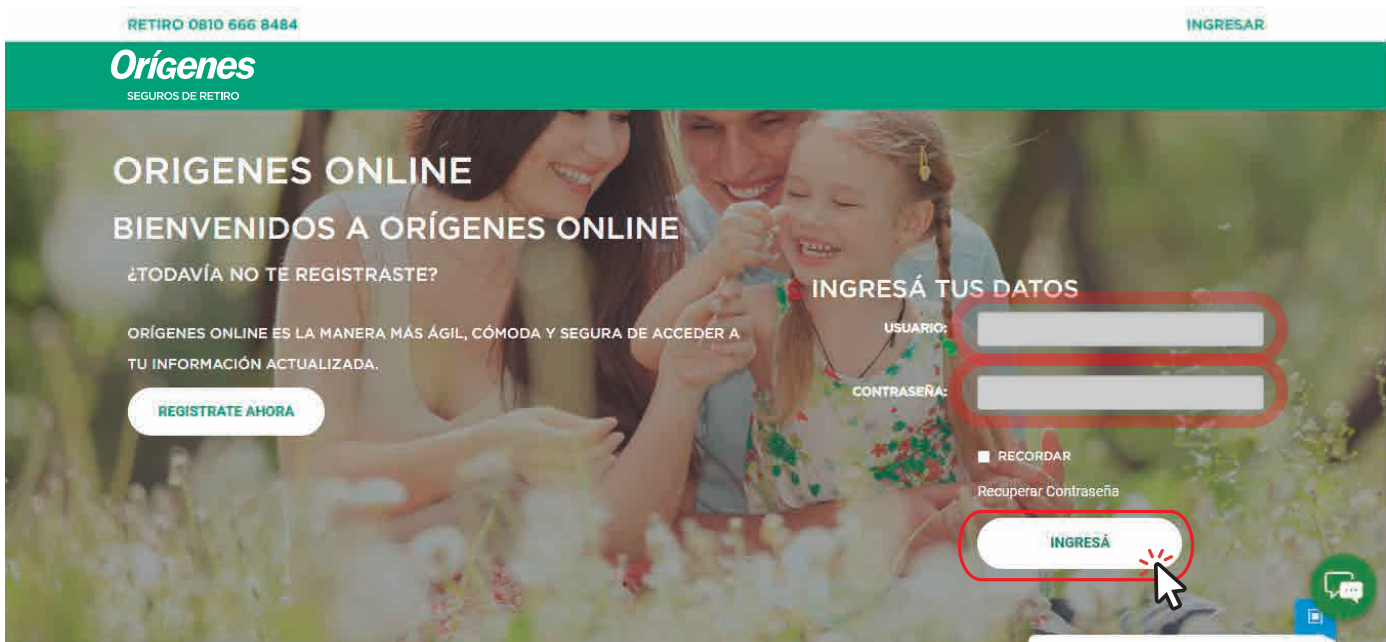 RETIRO 0810 666 8484
INGRESAR
Orígenes
SEGUROS DE RETIRO
ORIGENES ONLINE
BIENVENIDOS A ORÍGENES ONLINE
¿TODAVÍA NO TE REGISTRASTE?
ORÍGENES ONLINE ES LA MANERA MÁS ÁGIL, CÓMODA Y SEGURA DE ACCEDER A
TU INFORMACIÓN ACTUALIZADA.
REGISTRATE AHORA
INGRESÁ TUS DATOS
USUARIO:
CONTRASEÑA:
RECORDAR
Recuperar Contraseña
INGRESÁ